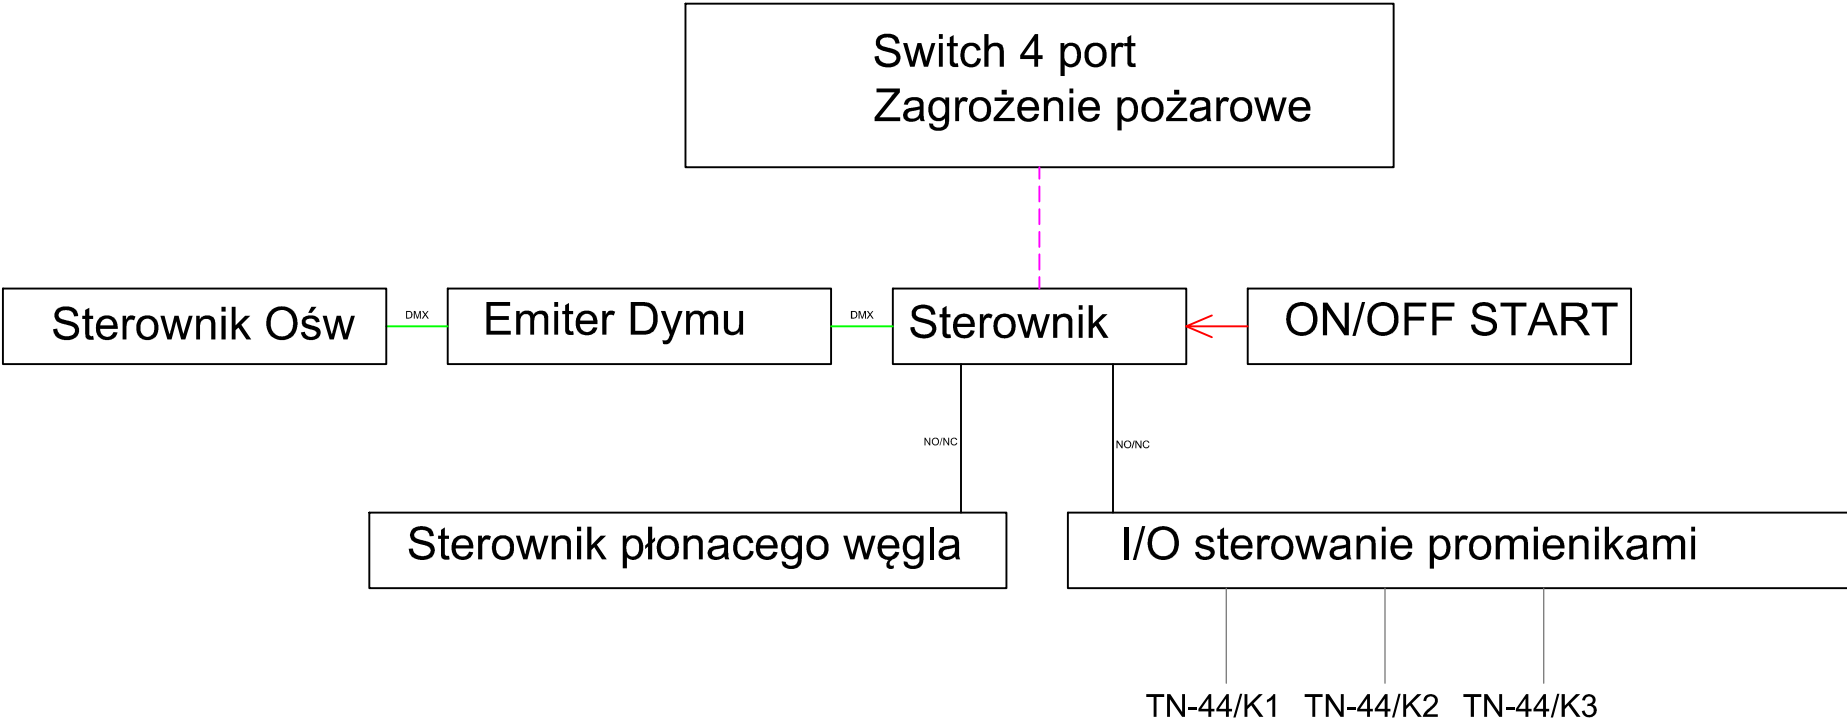 Switch 4 port
Zagrożenie pożarowe
Sterownik Ośw
DMX
Emiter Dymu
DMX
Sterownik
ON/OFF START
NO/NC
NO/NC
Sterownik płonacego węgla
I/O sterowanie promienikami
TN-44/K1
TN-44/K2
TN-44/K3